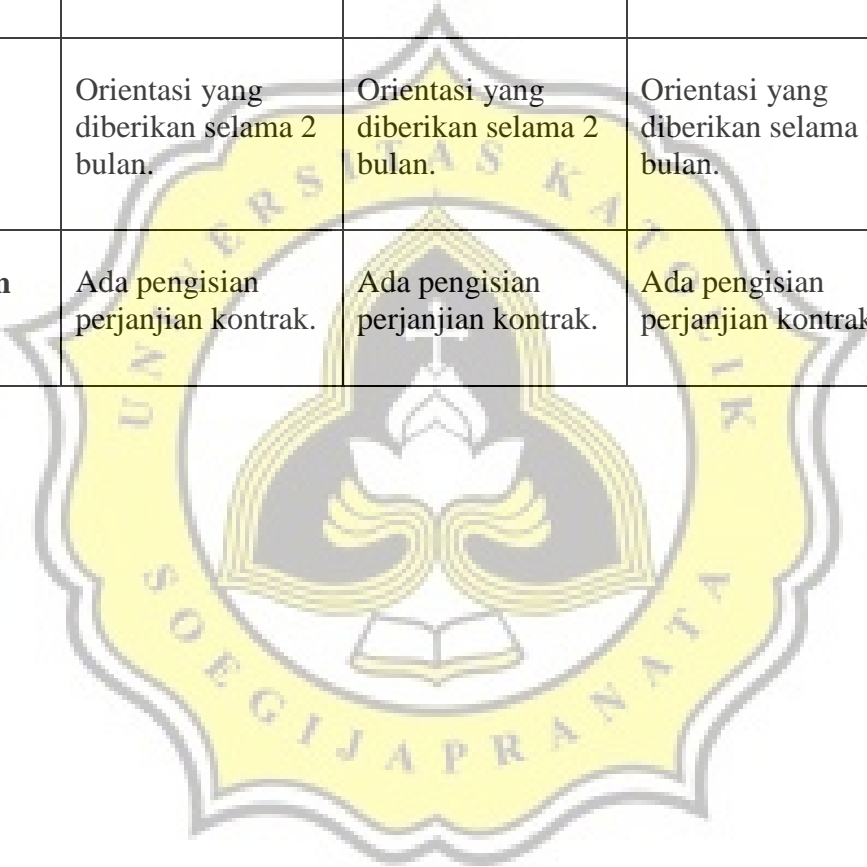 Orientasi yang
diberikan selama 2
bulan.
Orientasi yang
diberikan selama 2
bulan.
Orientasi yang
diberikan selama
bulan.
n
Ada pengisian
perjanjian kontrak.
Ada pengisian
perjanjian kontrak.
Ada pengisian
perjanjian kontrak
UNIVERSITAS KATOLIK
SOEGIJAPRANATA